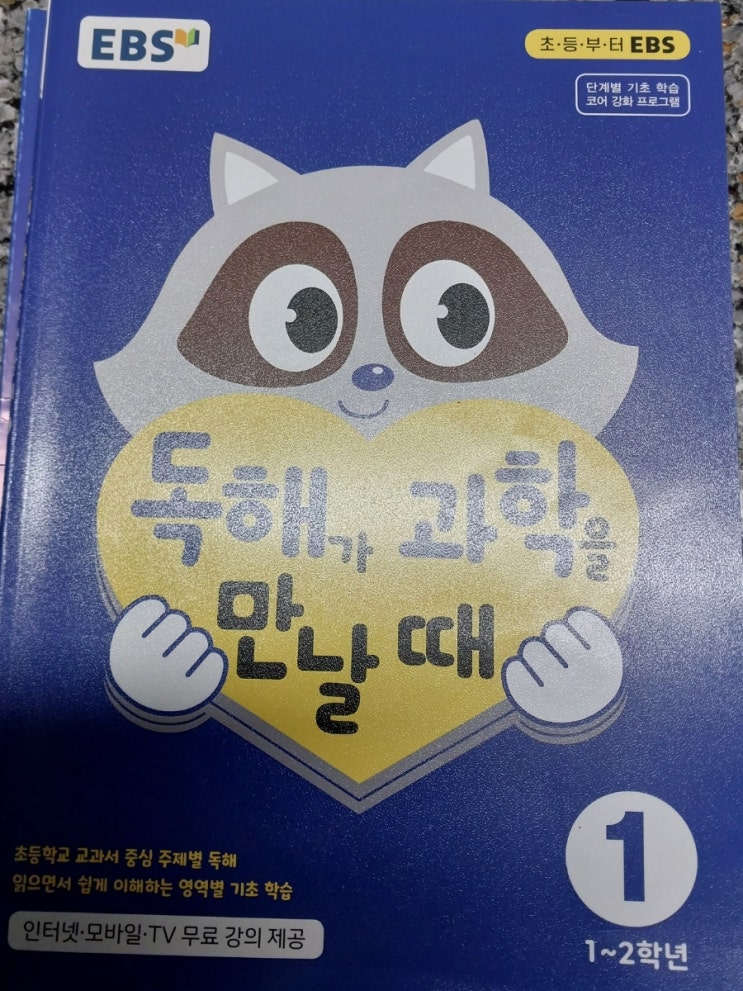 EBS
초·등·부·터 EBS
단계별 기초 학습
코어 강화 프로그램
독해가 과학을
만날 때
1
1~2학년
초등학교 교과서 중심 주제별 독해
읽으면서 쉽게 이해하는 영역별 기초 학습
인터넷·모바일·TV 무료 강의 제공